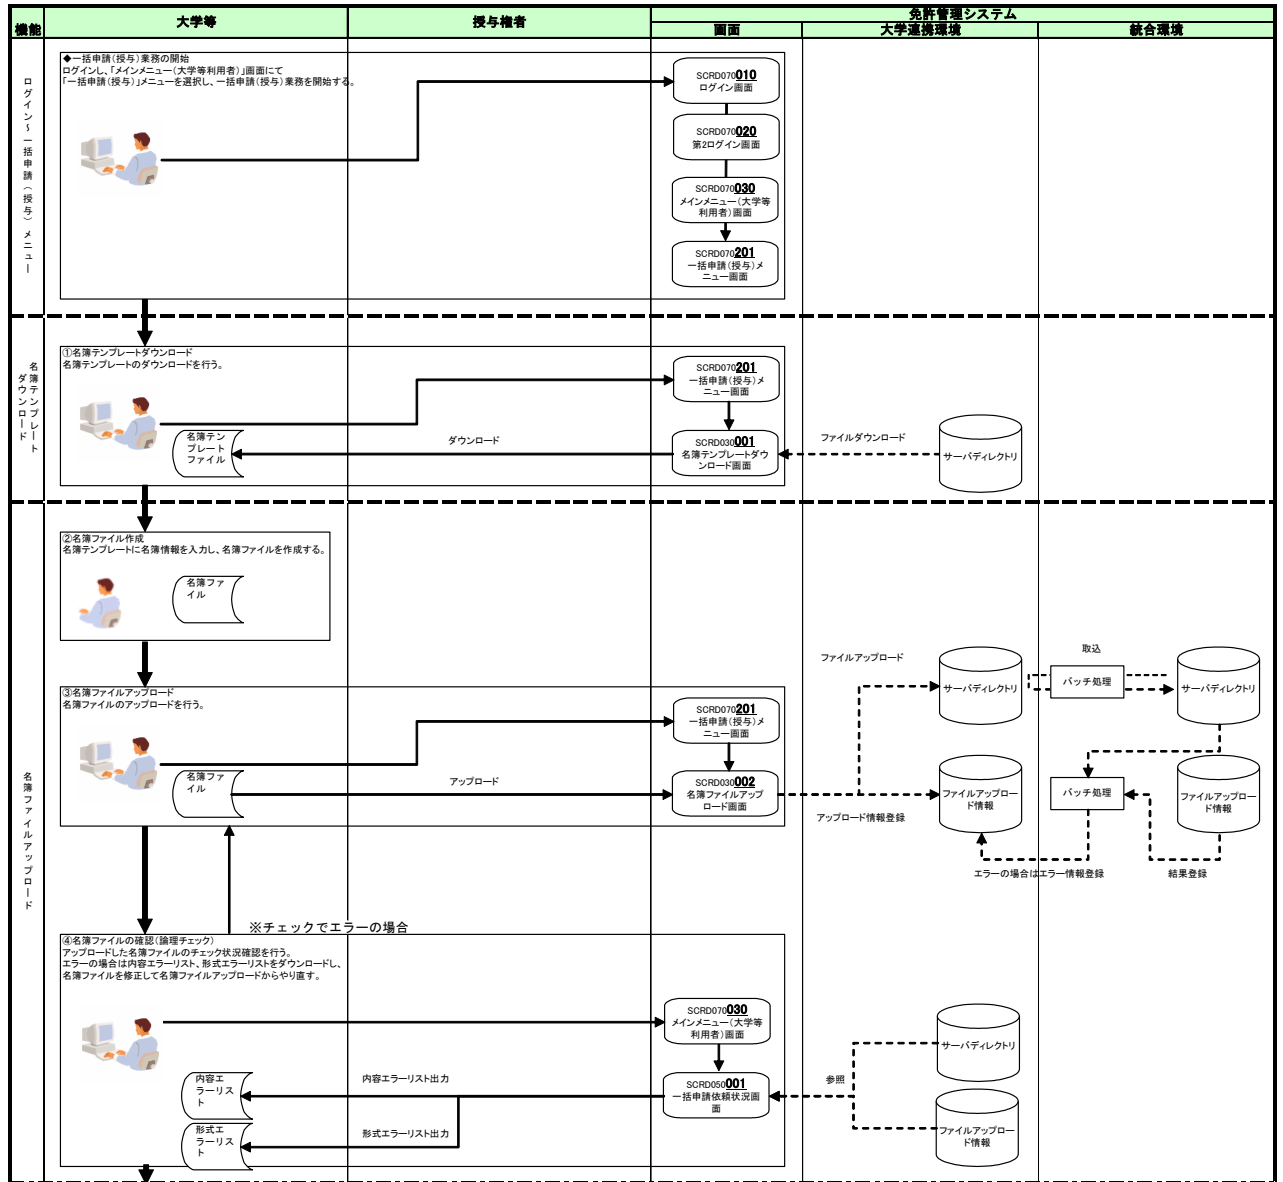 機能
大学等
授与権者
免許管理システム
画面
大学連携環境
統合環境
ログイン～一括申請（授与）メニュー
◆一括申請（授与）業務の開始
ログインし、「メインメニュー（大学等利用者）」画面にて
「一括申請（授与）」メニューを選択し、一括申請（授与）業務を開始する。
SCRD070010
ログイン画面
SCRD070020
第2ログイン画面
SCRD070030
メインメニュー（大学等
利用者）画面
SCRD070201
一括申請（授与）メ
ニュー画面
名簿テンプレート
ダウンロード
①名簿テンプレートダウンロード
名簿テンプレートのダウンロードを行う。
SCRD070201
一括申請（授与）メ
ニュー画面
名簿テン
プレート
ファイル
ダウンロード
SCRD030001
名簿テンプレートダウ
ンロード画面
ファイルダウンロード
サーバディレクトリ
名簿ファイルアップロード
②名簿ファイル作成
名簿テンプレートに名簿情報を入力し、名簿ファイルを作成する。
名簿ファ
イル
③名簿ファイルアップロード
名簿ファイルのアップロードを行う。
SCRD070201
一括申請（授与）メ
ニュー画面
名簿ファ
イル
アップロード
SCRD030002
名簿ファイルアップ
ロード画面
ファイルアップロード
サーバディレクトリ
取込
バッチ処理
サーバディレクトリ
アップロード情報登録
ファイルアップロー
ド情報
バッチ処理
ファイルアップロー
ド情報
エラーの場合はエラー情報登録
結果登録
※チェックでエラーの場合
④名簿ファイルの確認（論理チェック）
アップロードした名簿ファイルのチェック状況確認を行う。
エラーの場合は内容エラーリスト、形式エラーリストをダウンロードし、
名簿ファイルを修正して名簿ファイルアップロードからやり直す。
SCRD070030
メインメニュー（大学等
利用者）画面
内容エ
ラーリス
ト
内容エラーリスト出力
SCRD050001
一括申請依頼状況画
面
参照
サーバディレクトリ
形式エ
ラーリス
ト
形式エラーリスト出力
ファイルアップロー
ド情報